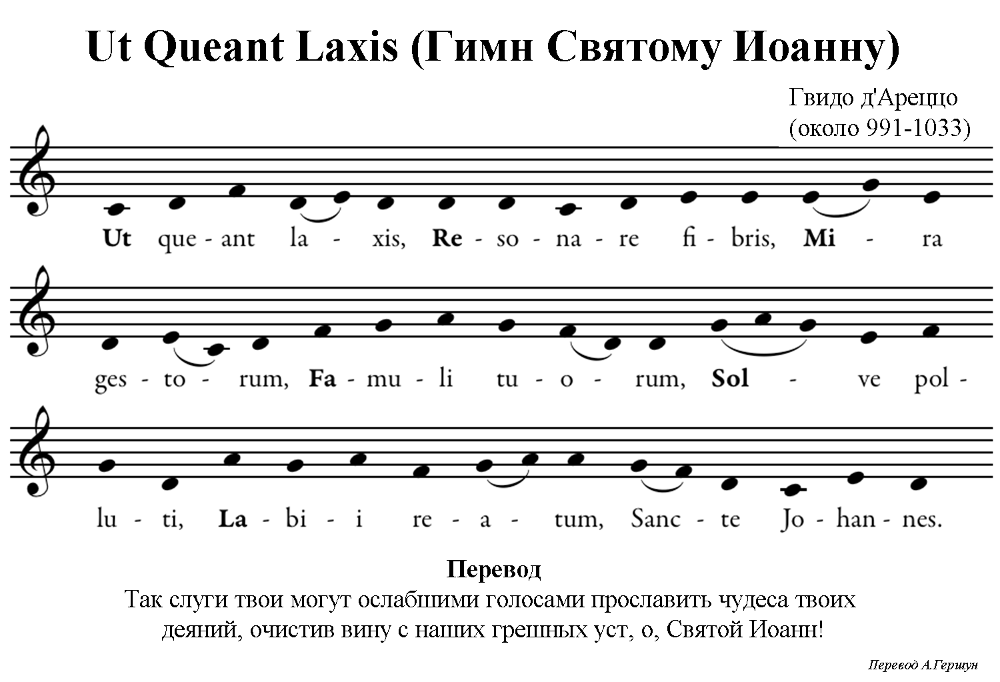 Ut Queant Laxis (Гимн Святому Иоанну)
Гвидо д'Ареццо
(около 991-1033)
Ut que - ant la - xis, Re - so - na - re fi - bris, Mi - ra
ges - to - rum, Fa - mu - li tu - o - rum, Sol - ve pol -
lu - ti, La - bi - i re - a - tum, Sanc - te Jo - han - nes.
Перевод
Так слуги твои могут ослабшими голосами прославить чудеса твоих
деяний, очистив вину с наших грешных уст, о, Святой Иоанн!
Перевод А.Гершун